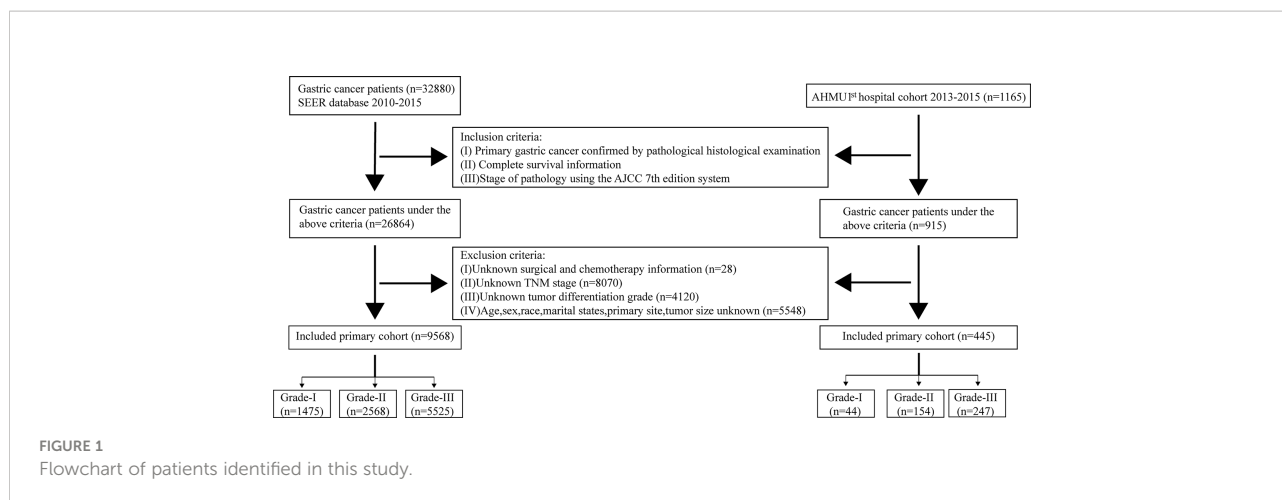 Gastric cancer patients (n=32880)
SEER database 2010-2015
AHMU1st hospital cohort 2013-2015 (n=1165)
Inclusion criteria:
(I) Primary gastric cancer confirmed by pathological histological examination
(II) Complete survival information
(III)Stage of pathology using the AJCC 7th edition system
Gastric cancer patients under the
above criteria (n=26864)
Gastric cancer patients under the
above criteria (n=915)
Exclusion criteria:
(I)Unknown surgical and chemotherapy information (n=28)
(II)Unknown TNM stage (n=8070)
(III)Unknown tumor differentiation grade (n=4120)
(IV)Age,sex,race,marital states,primary site,tumor size unknown (n=5548)
Included primary cohort (n=9568)
Included primary cohort (n=445)
Grade-I
(n=1475)
Grade-II
(n=2568)
Grade-III
(n=5525)
Grade-I
(n=44)
Grade-II
(n=154)
Grade-III
(n=247)
FIGURE 1
Flowchart of patients identified in this study.